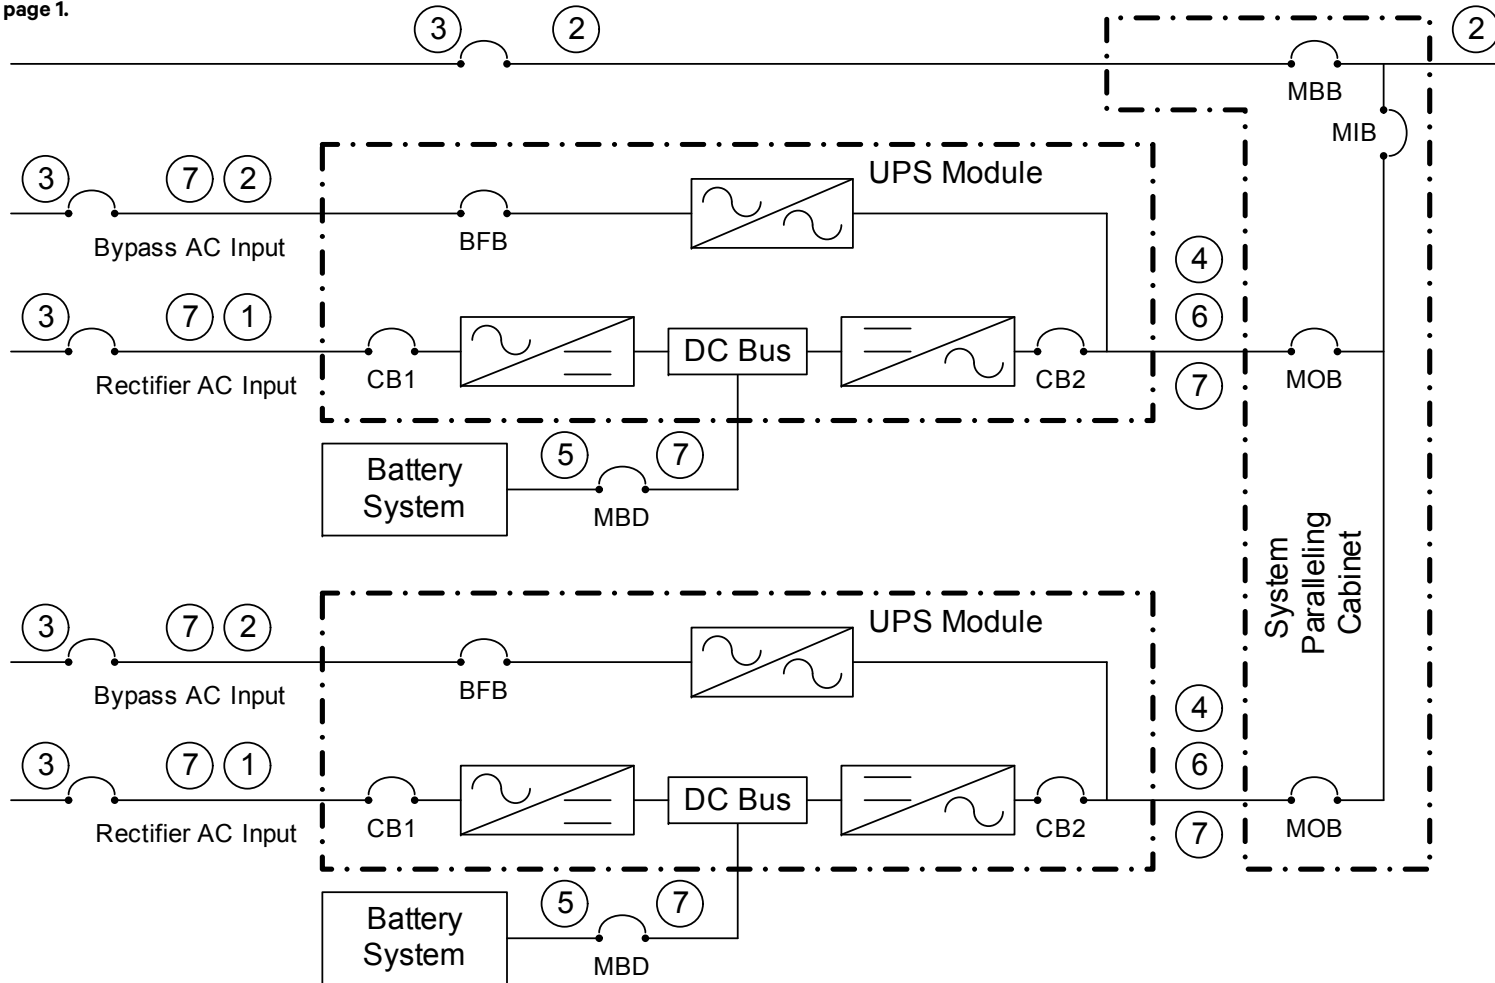 page 1.
3 2 2
MBB
MIB
3 7 2 UPS Module
Bypass AC Input BFB
4
3 7 1 6
DC Bus
Rectifier AC Input CB1 CB2 7 MOB
5 7
Battery
System
MBD
System
Paralleling
Cabinet
3 7 2 UPS Module
Bypass AC Input BFB
4
3 7 1 6
DC Bus
Rectifier AC Input CB1 CB2 7 MOB
5 7
Battery
System
MBD